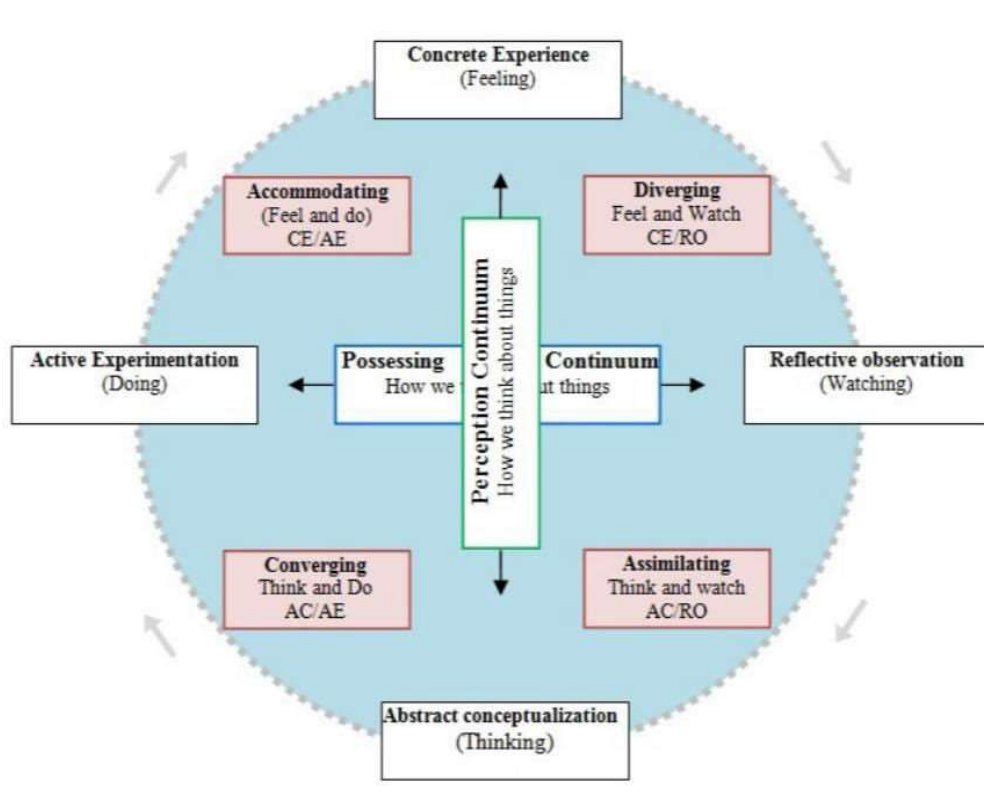 Concrete Experience
(Feeling)
Accommodating
(Feel and do)
CE/AE
Diverging
Feel and Watch
CE/RO
Perception Continuum
How we think about things
Active Experimentation
(Doing)
Possessing Continuum
How we ut things
Reflective observation
(Watching)
Converging
Think and Do
AC/AE
Assimilating
Think and watch
AC/RO
Abstract conceptualization
(Thinking)